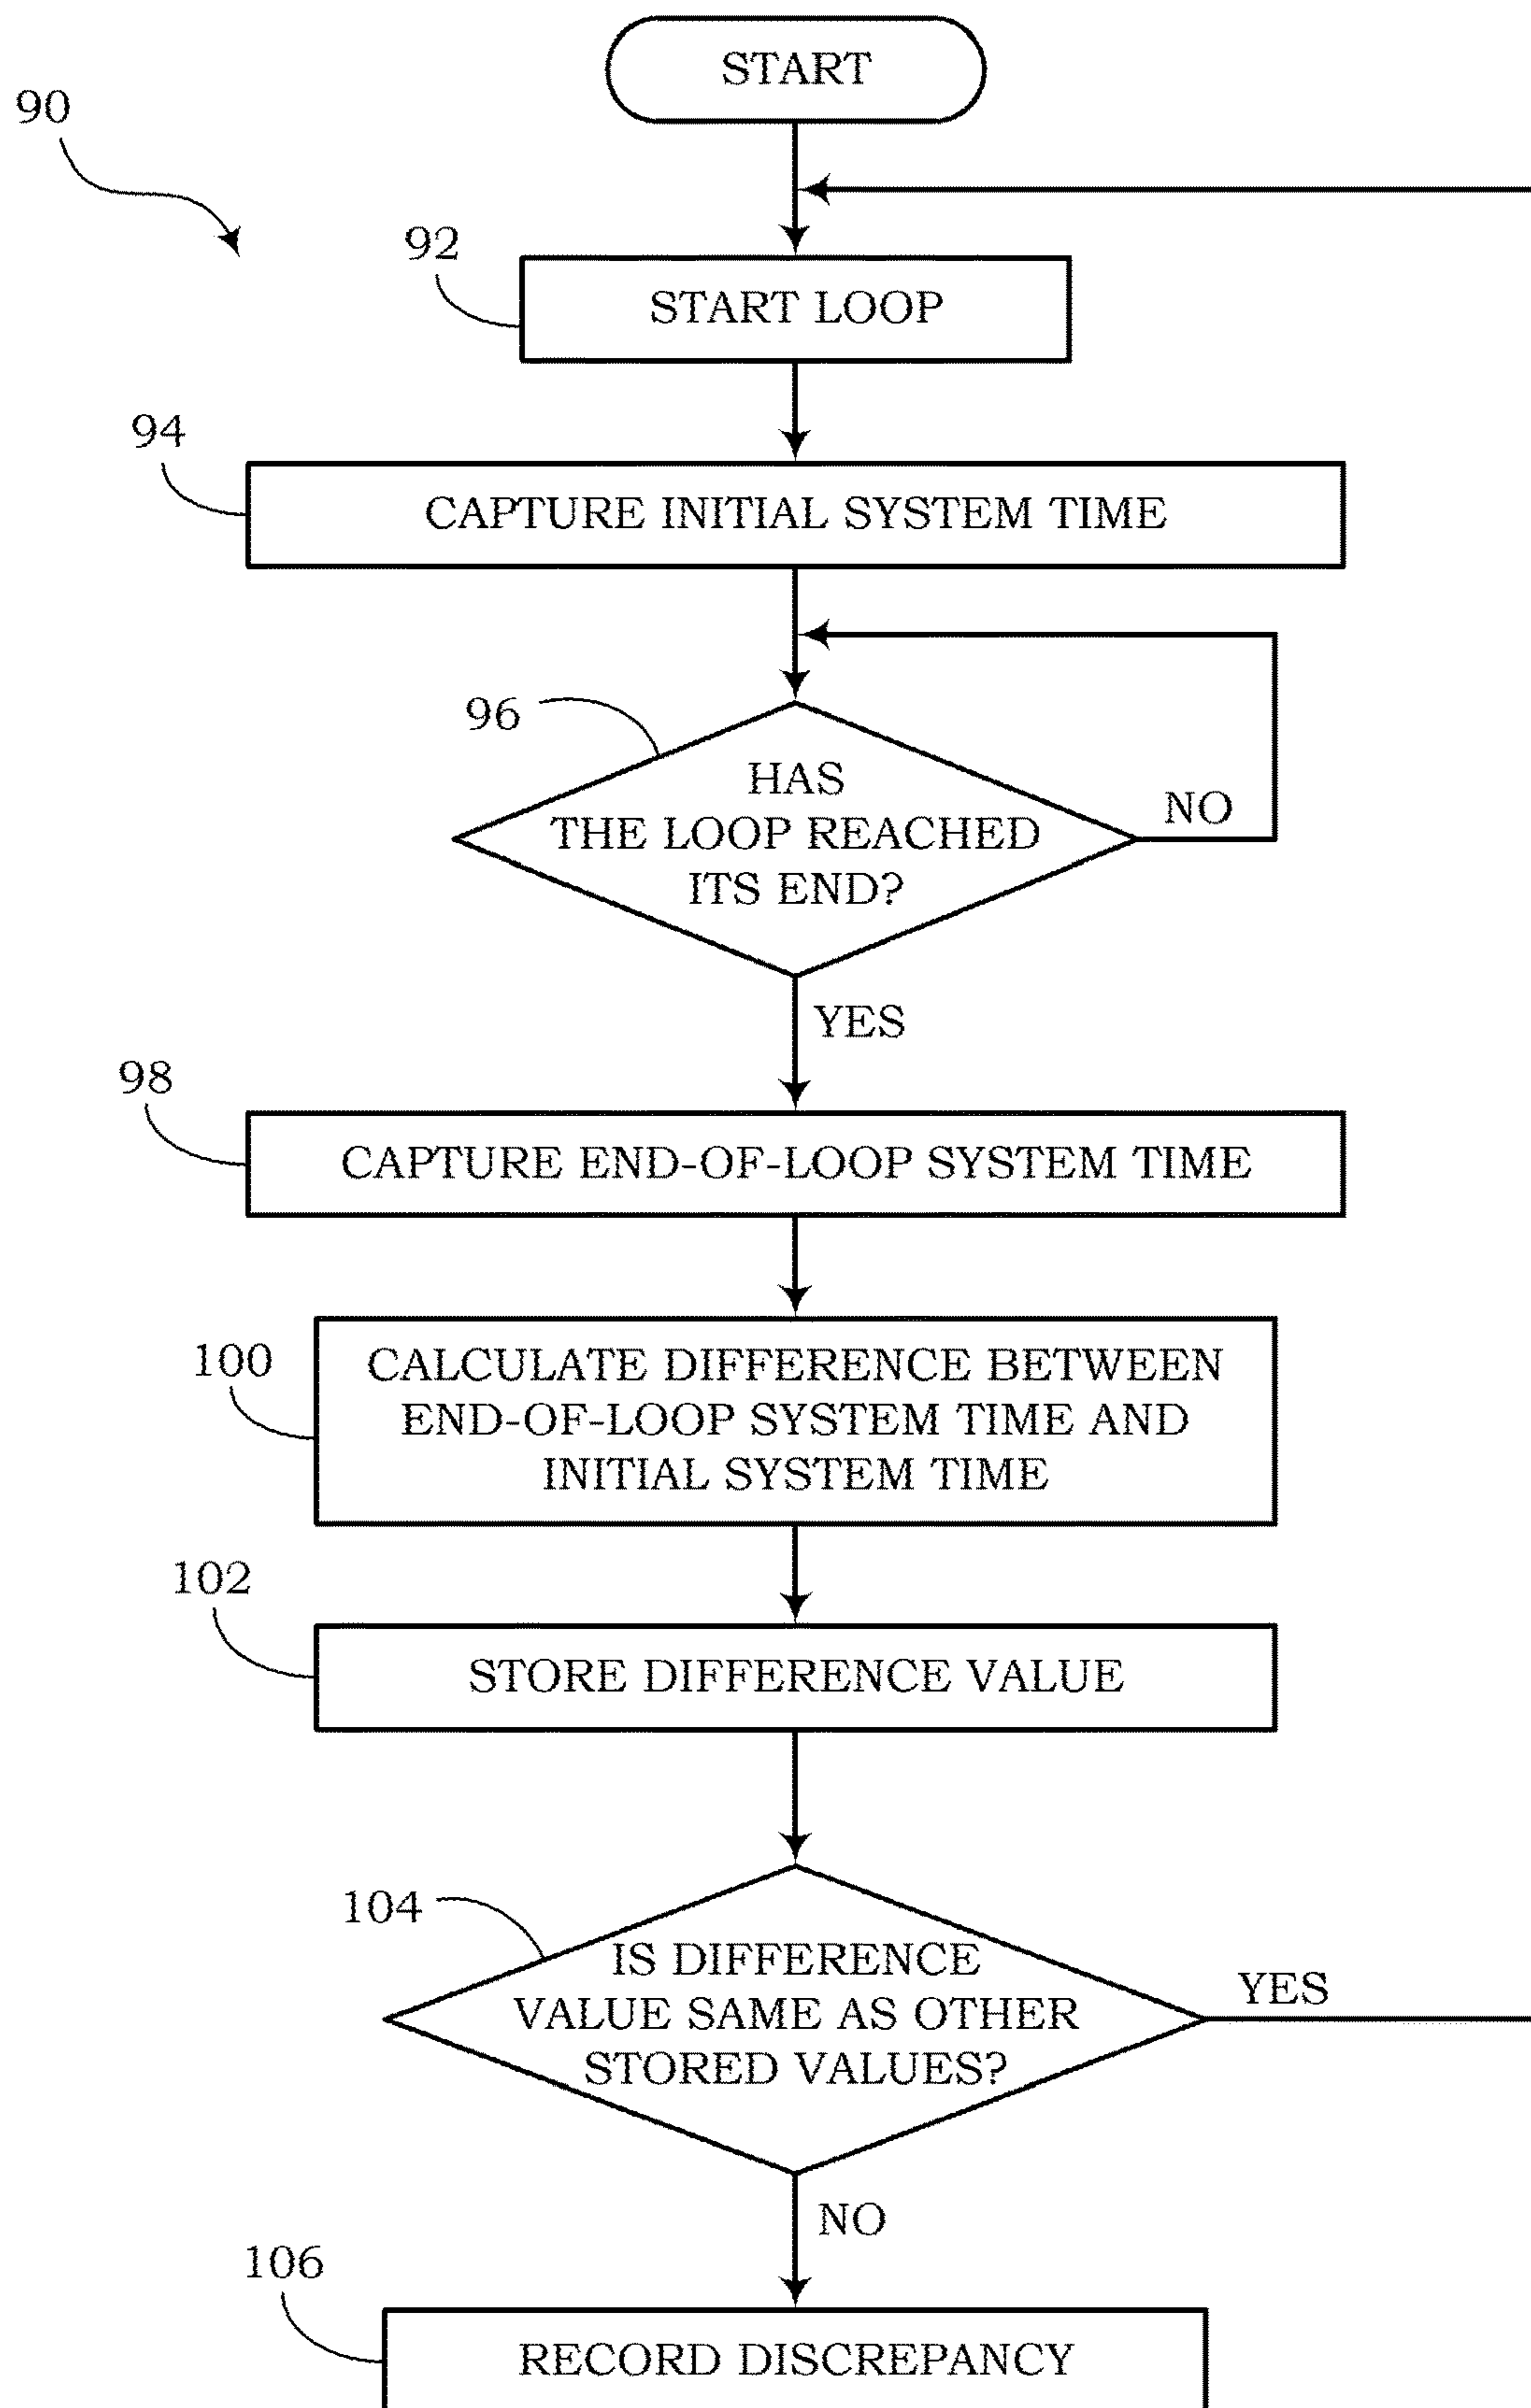 START
90
92
START LOOP
94
CAPTURE INITIAL SYSTEM TIME
96
HAS
THE LOOP REACHED
ITS END?
NO
YES
98
CAPTURE END-OF-LOOP SYSTEM TIME
100
CALCULATE DIFFERENCE BETWEEN
END-OF-LOOP SYSTEM TIME AND
INITIAL SYSTEM TIME
102
STORE DIFFERENCE VALUE
104
IS DIFFERENCE
VALUE SAME AS OTHER
STORED VALUES?
YES
NO
106
RECORD DISCREPANCY